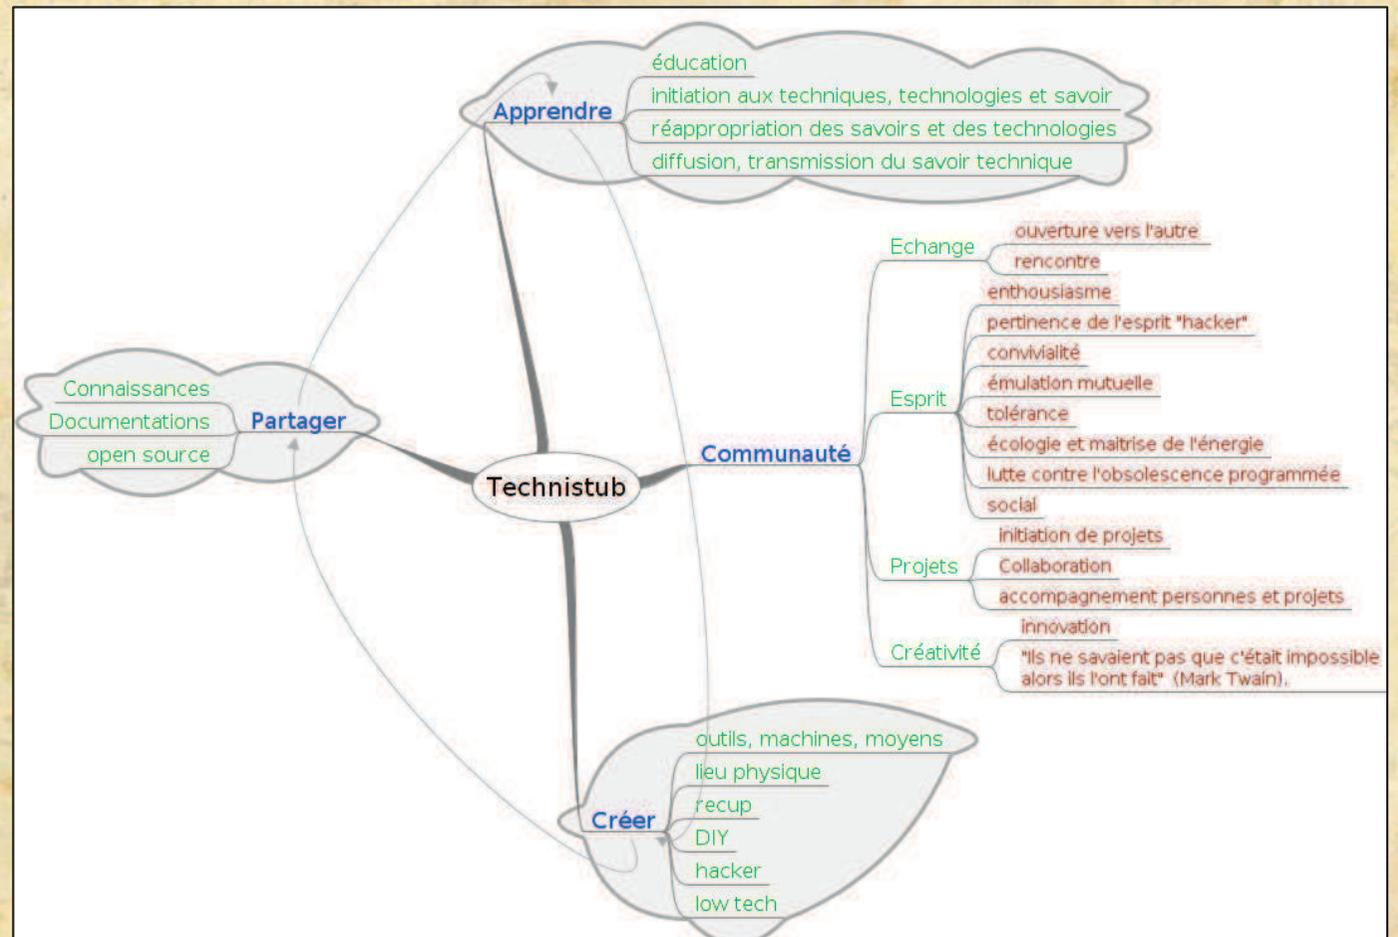 Apprendre
éducation
initiation aux techniques, technologies et savoir
réappropriation des savoirs et des technologies
diffusion, transmission du savoir technique
Partager
Connaissances
Documentations
open source
Technistub
Communauté
Echange
ouverture vers l'autre
rencontre
Esprit
enthousiasme
pertinence de l'esprit "hacker"
convivialité
émulation mutuelle
tolérance
écologie et maitrise de l'énergie
lutte contre l'obsolescence programmée
social
Projets
initiation de projets
Collaboration
accompagnement personnes et projets
Créativité
innovation
"Ils ne savaient pas que c'était impossible
alors ils l'ont fait" (Mark Twain).
Créer
outils, machines, moyens
lieu physique
recup
DIY
hacker
low tech